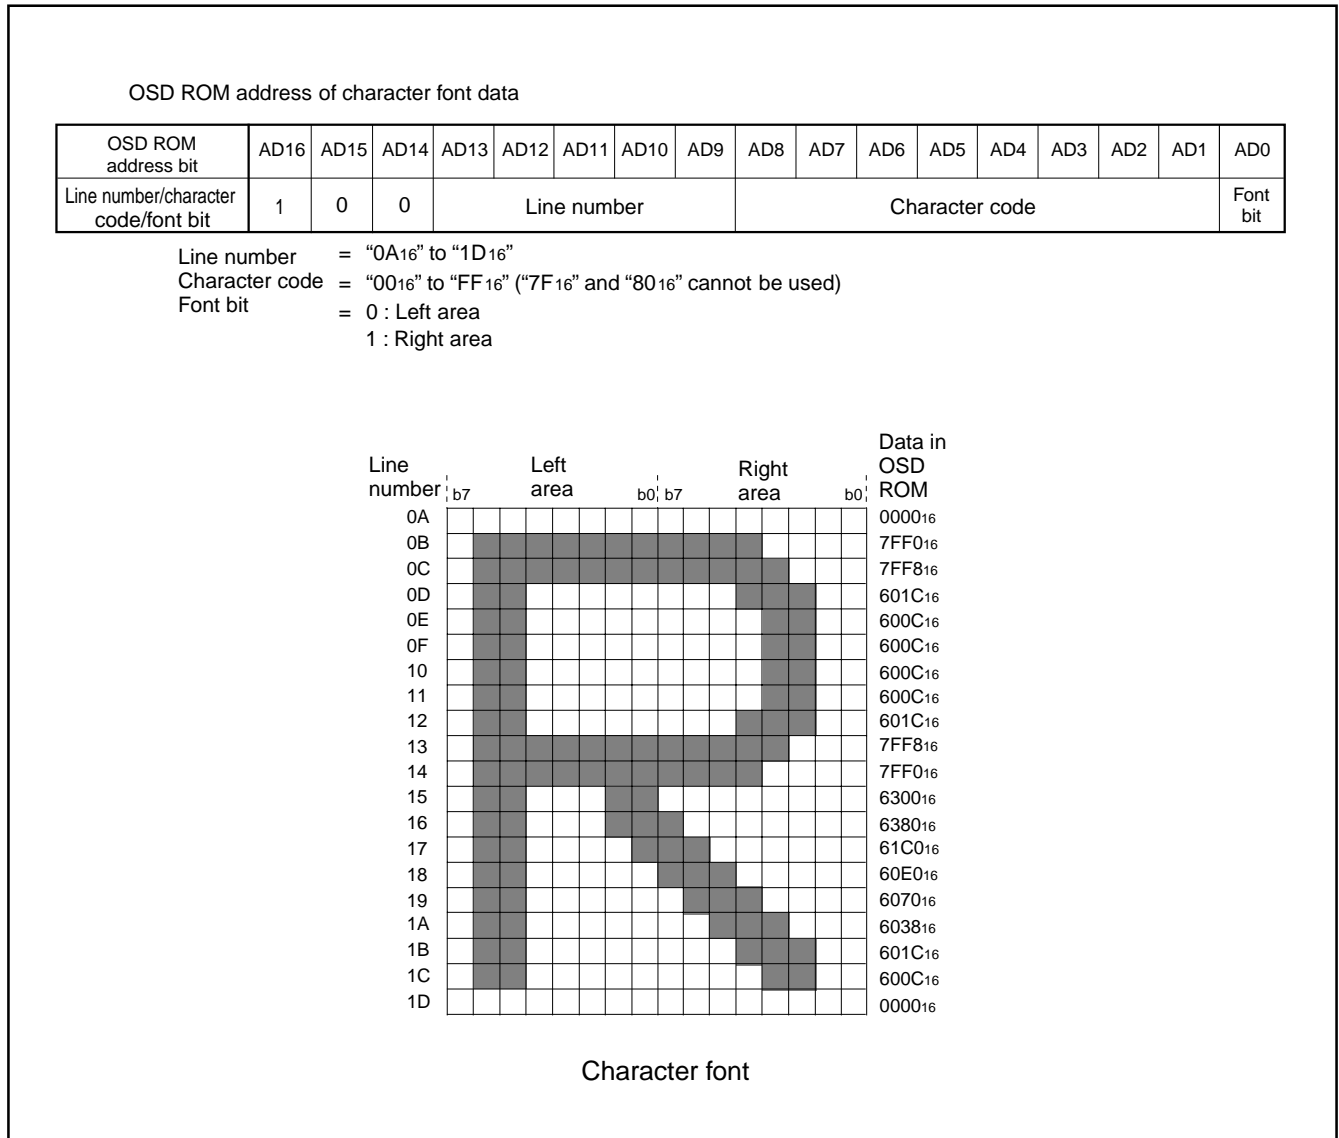 OSD ROM address of character font data
OSD ROM address bit AD16 AD15 AD14 AD13 AD12 AD11 AD10 AD9 AD8 AD7 AD6 AD5 AD4 AD3 AD2 AD1 AD0
Line number/character code/font bit 1 0 0 Line number Character code Font bit
Line number = “0A16” to “1D16”
Character code = “0016” to “FF16” (“7F16” and “8016” cannot be used)
Font bit = 0 : Left area
1 : Right area
Line number b7 Left area b0 b7 Right area b0 Data in OSD ROM
0A 000016
0B 7FF016
0C 7FF816
0D 601C16
0E 600C16
0F 600C16
10 600C16
11 600C16
12 601C16
13 7FF816
14 7FF016
15 630016
16 638016
17 61C016
18 60E016
19 607016
1A 603816
1B 601C16
1C 600C16
1D 000016
Character font